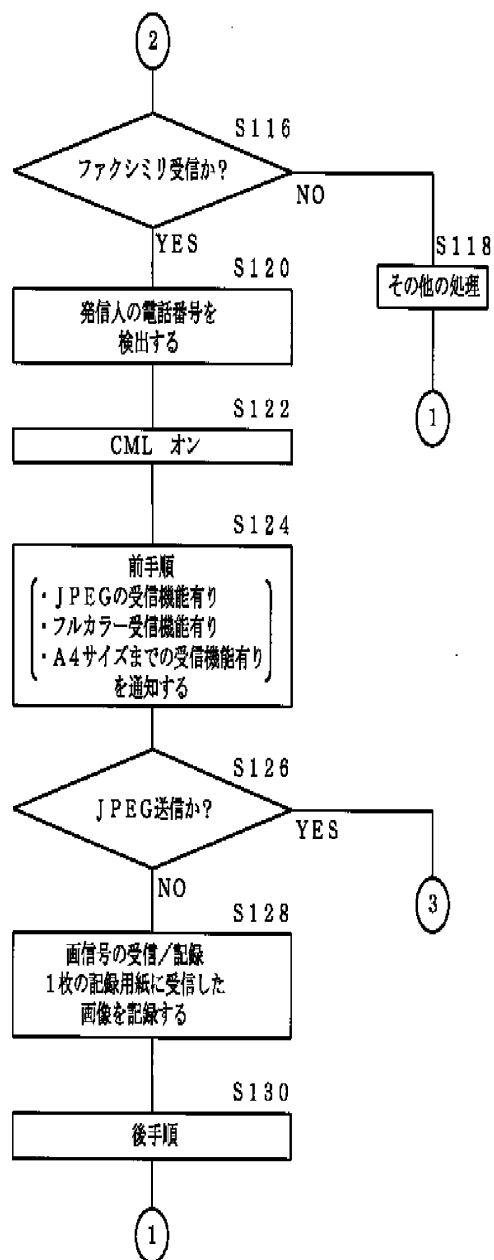 2
S116
ファクシミリ受信か?
NO
YES
S118
その他の処理
1
S120
発信人の電話番号を
検出する
S122
CML オン
S124
前手順
・JPEGの受信機能有り
・フルカラー受信機能有り
・A4サイズまでの受信機能有り
を通知する
S126
JPEG送信か?
YES
3
NO
S128
画信号の受信/記録
1枚の記録用紙に受信した
画像を記録する
S130
後手順
1